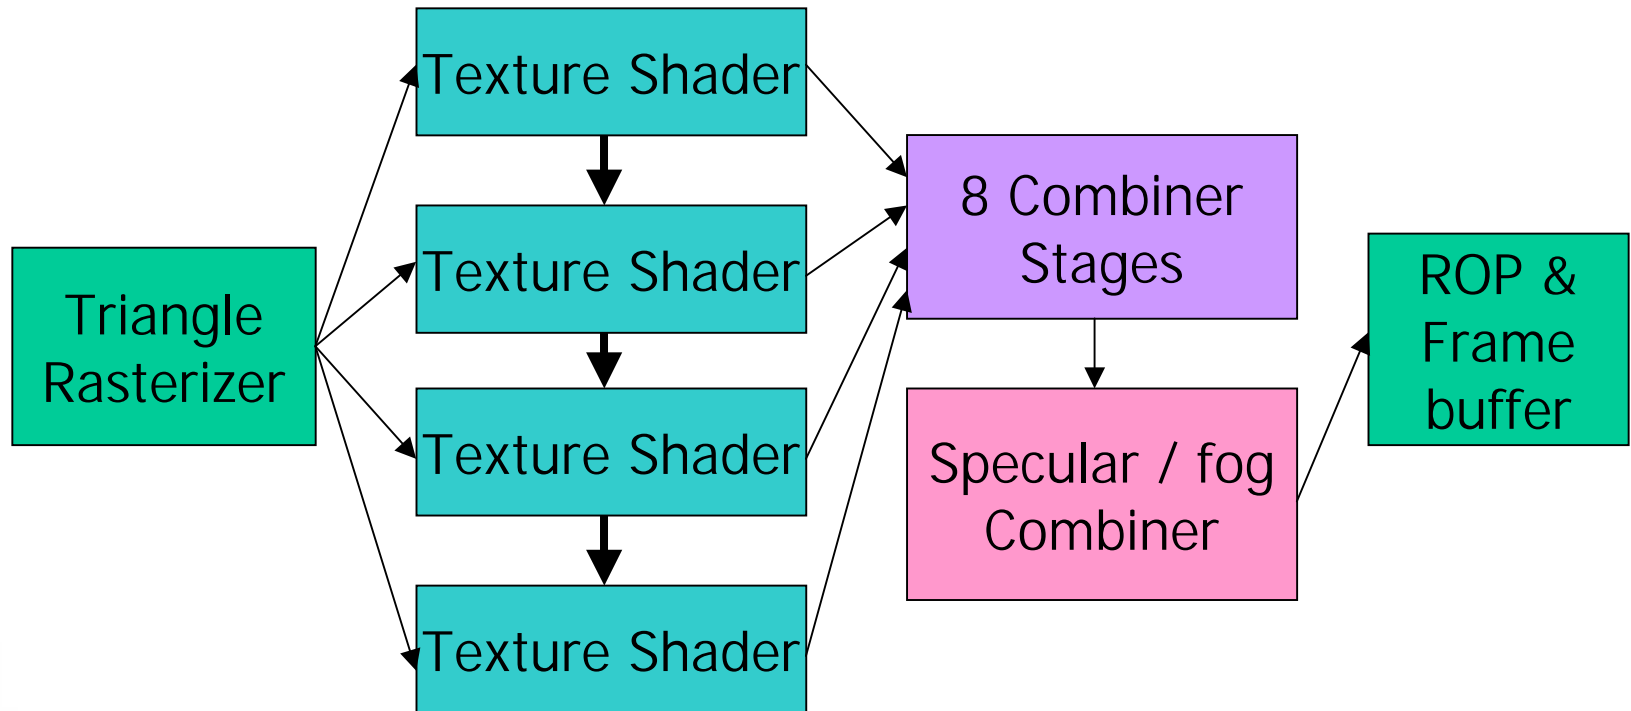 Triangle
Rasterizer
Texture Shader
Texture Shader
Texture Shader
Texture Shader
8 Combiner
Stages
Specular / fog
Combiner
ROP &
Frame
buffer